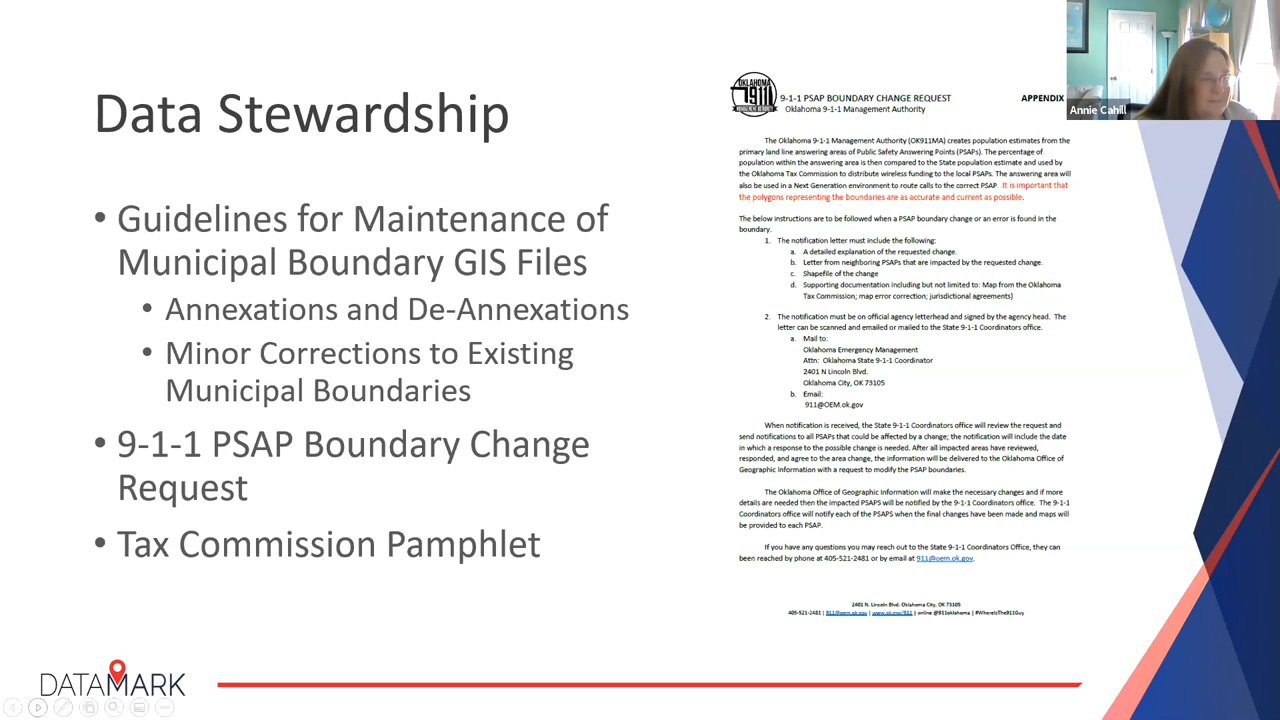 Data Stewardship
• Guidelines for Maintenance of
Municipal Boundary GIS Files
• Annexations and De-Annexations
• Minor Corrections to Existing
Municipal Boundaries
• 9-1-1 PSAP Boundary Change
Request
• Tax Commission Pamphlet
DATAMARK
OKLAHOMA
911
9-1-1 PSAP BOUNDARY CHANGE REQUEST
APPENDIX
Oklahoma 9-1-1 Management Authority
The Oklahoma 9-1-1 Management Authority (OK911MA) creates population estimates from the
primary land line answering areas of Public Safety Answering Points (PSAPs). The percentage of
population within the answering area is then compared to the State population estimate and used by
the Oklahoma Tax Commission to distribute wireless funding to the local PSAPs. The answering area will
also be used in a Next Generation environment to route calls to the correct PSAP. It is important that
the polygons representing the boundaries are as accurate and current as possible.
The below instructions are to be followed when a PSAP boundary change or an error is found in the
boundary.
1. The notification letter must include the following:
a. A detailed explanation of the requested change.
b. Letter from neighboring PSAPs that are impacted by the requested change.
c. Shapefile of the change
d. Supporting documentation including but not limited to: Map from the Oklahoma
Tax Commission; map error correction; jurisdictional agreements)
2. The notification must be on official agency letterhead and signed by the agency head. The
letter can be scanned and emailed or mailed to the State 9-1-1 Coordinators office.
a. Mail to:
Oklahoma Emergency Management
Attn: Oklahoma State 9-1-1 Coordinator
2401 N Lincoln Blvd.
Oklahoma City, OK 73105
b. Email:
911@OEM.ok.gov
When notification is received, the State 9-1-1 Coordinators office will review the request and
send notifications to all PSAPs that could be affected by a change; the notification will include the date
in which a response to the possible change is needed. After all impacted areas have reviewed,
responded, and agree to the area change, the information will be delivered to the Oklahoma Office of
Geographic Information with a request to modify the PSAP boundaries.
The Oklahoma Office of Geographic Information will make the necessary changes and if more
details are needed then the impacted PSAPS will be notified by the 9-1-1 Coordinators office. The 9-1-1
Coordinators office will notify each of the PSAPS when the final changes have been made and maps will
be provided to each PSAP.
If you have any questions you may reach out to the State 9-1-1 Coordinators Office, they can
been reached by phone at 405-521-2481 or by email at 911@oem.ok.gov.
2401 N. Lincoln Blvd, Oklahoma City, OK 73105
405-521-2481 | 911@oem.ok.gov | www.ok.gov/911 | online @911oklahoma | #WhereIsThe911Guy
Annie Cahill